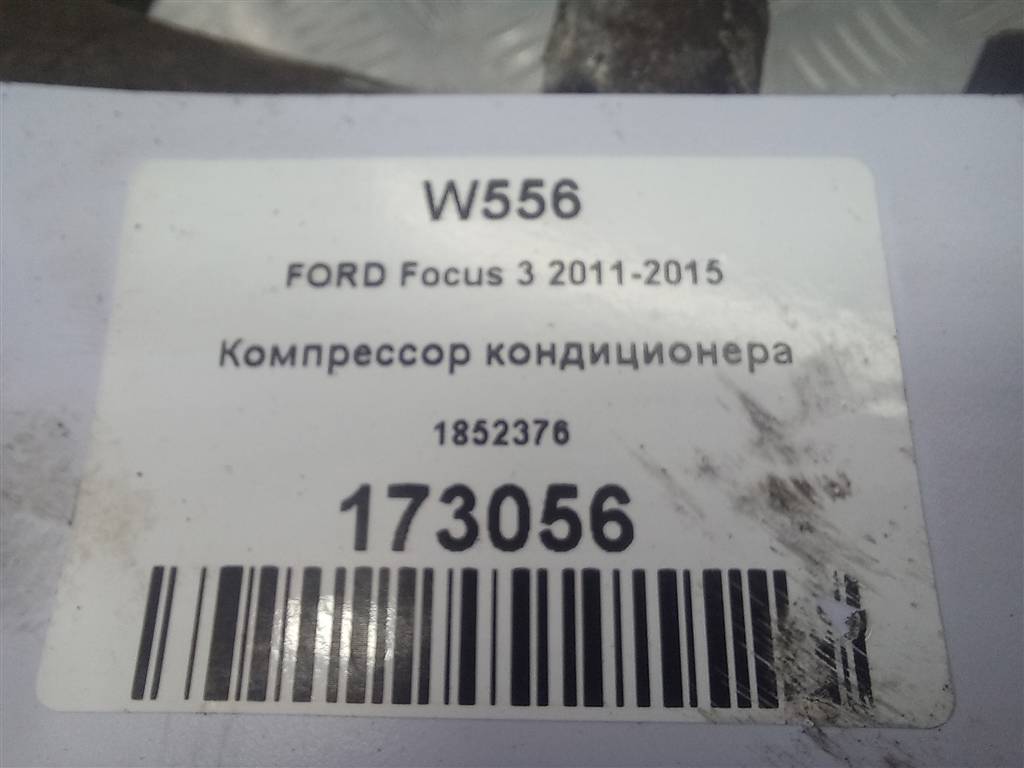 W556
FORD Focus 3 2011-2015
Компрессор кондиционера
1852376
173056